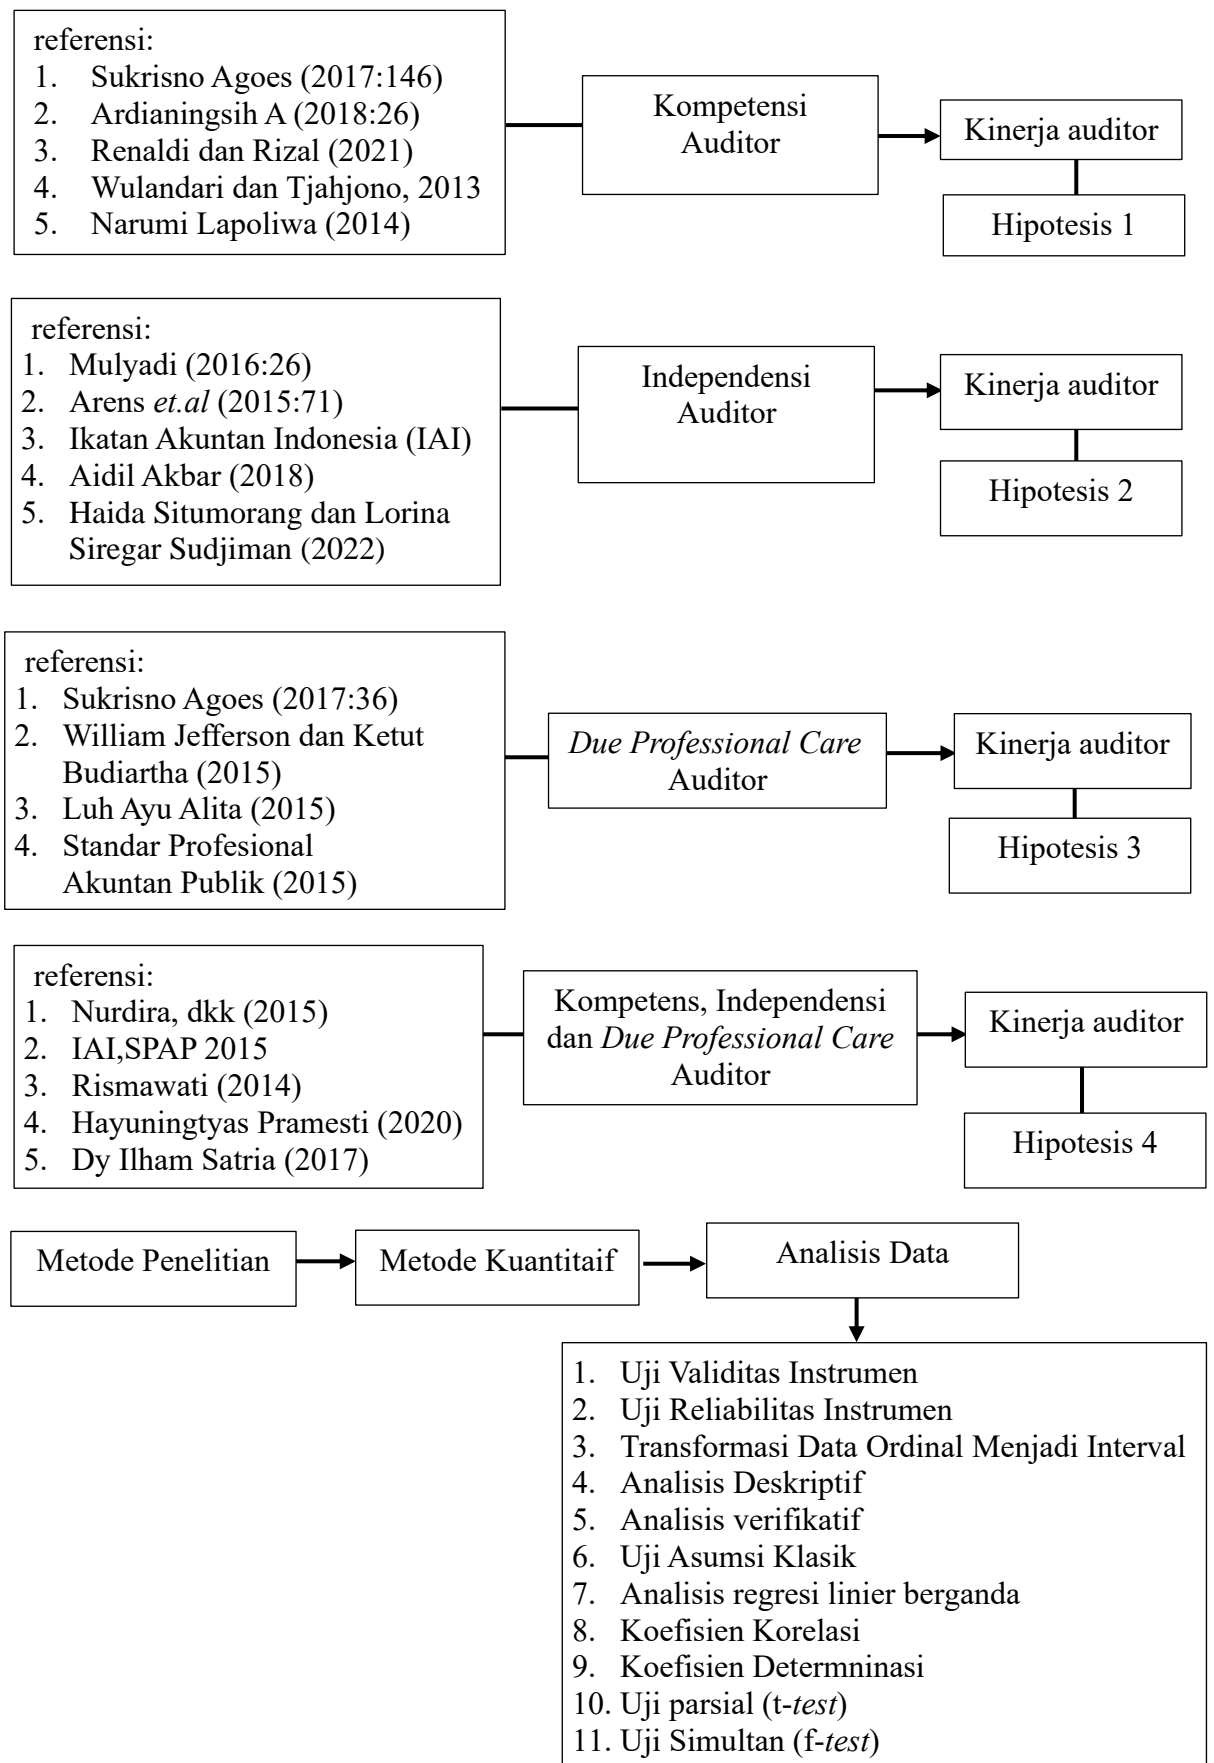 referensi:
1. Sukrisno Agoes (2017:146)
2. Ardianingsih A (2018:26)
3. Renaldi dan Rizal (2021)
4. Wulandari dan Tjahjono, 2013
5. Narumi Lapoliwa (2014)
Kompetensi
Auditor
Kinerja auditor
Hipotesis 1
referensi:
1. Mulyadi (2016:26)
2. Arens et.al (2015:71)
3. Ikatan Akuntan Indonesia (IAI)
4. Aidil Akbar (2018)
5. Haida Situmorang dan Lorina
Siregar Sudjiman (2022)
Independensi
Auditor
Kinerja auditor
Hipotesis 2
referensi:
1. Sukrisno Agoes (2017:36)
2. William Jefferson dan Ketut
Budiartha (2015)
3. Luh Ayu Alita (2015)
4. Standar Profesional
Akuntan Publik (2015)
Due Professional Care
Auditor
Kinerja auditor
Hipotesis 3
referensi:
1. Nurdira, dkk (2015)
2. IAI,SPAP 2015
3. Rismawati (2014)
4. Hayuningtyas Pramesti (2020)
5. Dy Ilham Satria (2017)
Kompetens, Independensi
dan Due Professional Care
Auditor
Kinerja auditor
Hipotesis 4
Metode Penelitian
Metode Kuantitaif
Analisis Data
1. Uji Validitas Instrumen
2. Uji Reliabilitas Instrumen
3. Transformasi Data Ordinal Menjadi Interval
4. Analisis Deskriptif
5. Analisis verifikatif
6. Uji Asumsi Klasik
7. Analisis regresi linier berganda
8. Koefisien Korelasi
9. Koefisien Determninasi
10. Uji parsial (t-test)
11. Uji Simultan (f-test)